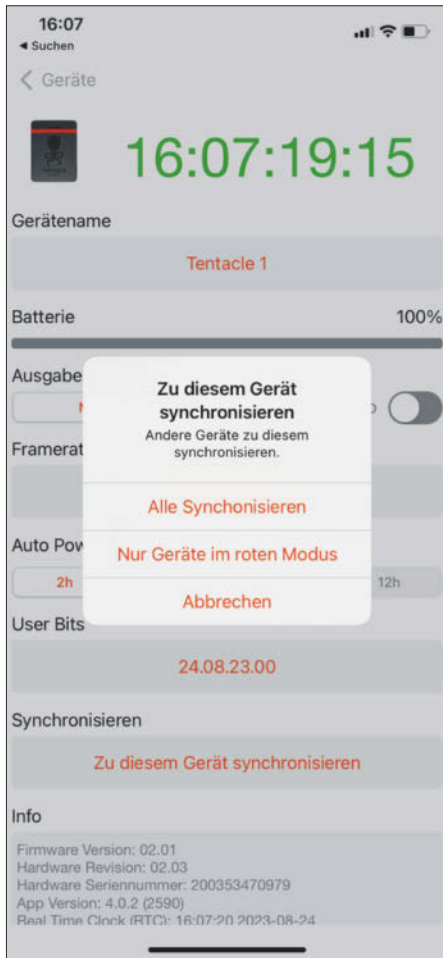 16:07
◀ Suchen
Geräte
16:07:19:15
Gerätename
Tentacle 1
Batterie 100%
Ausgabe
Zu diesem Gerät
synchronisieren
Andere Geräte zu diesem
synchronisieren.
Framerat
Alle Synchonisieren
Auto Pow
Nur Geräte im roten Modus
2h 12h
Abbrechen
User Bits
24.08.23.00
Synchronisieren
Zu diesem Gerät synchronisieren
Info
Firmware Version: 02.01
Hardware Revision: 02.03
Hardware Seriennummer: 200353470979
App Version: 4.0.2 (2590)
Real Time Clock (RTC): 16:07:20 2023-08-24